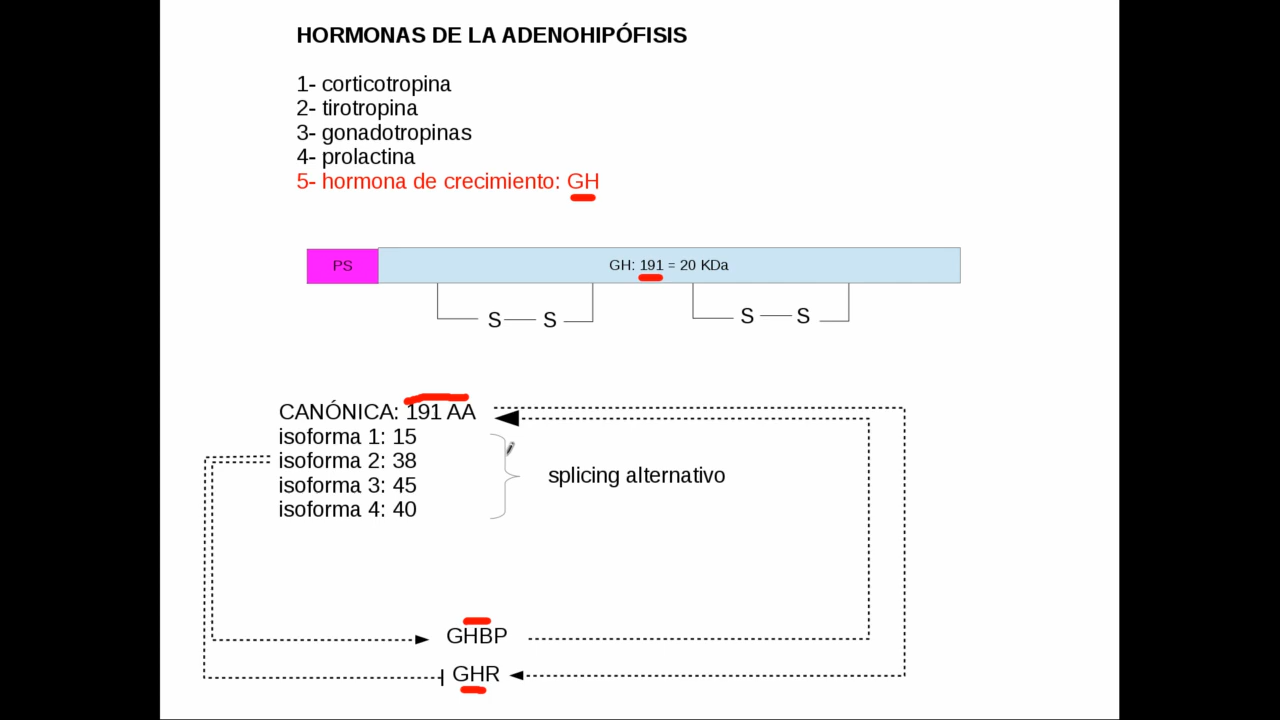 HORMONAS DE LA ADENOHIPÓFISIS
1- corticotropina
2- tirotropina
3- gonadotropinas
4- prolactina
5- hormona de crecimiento: GH
PS
GH: 191 = 20 KDa
S S
S S
CANÓNICA: 191 AA
isoforma 1: 15
isoforma 2: 38
isoforma 3: 45
isoforma 4: 40
splicing alternativo
GHBP
GHR